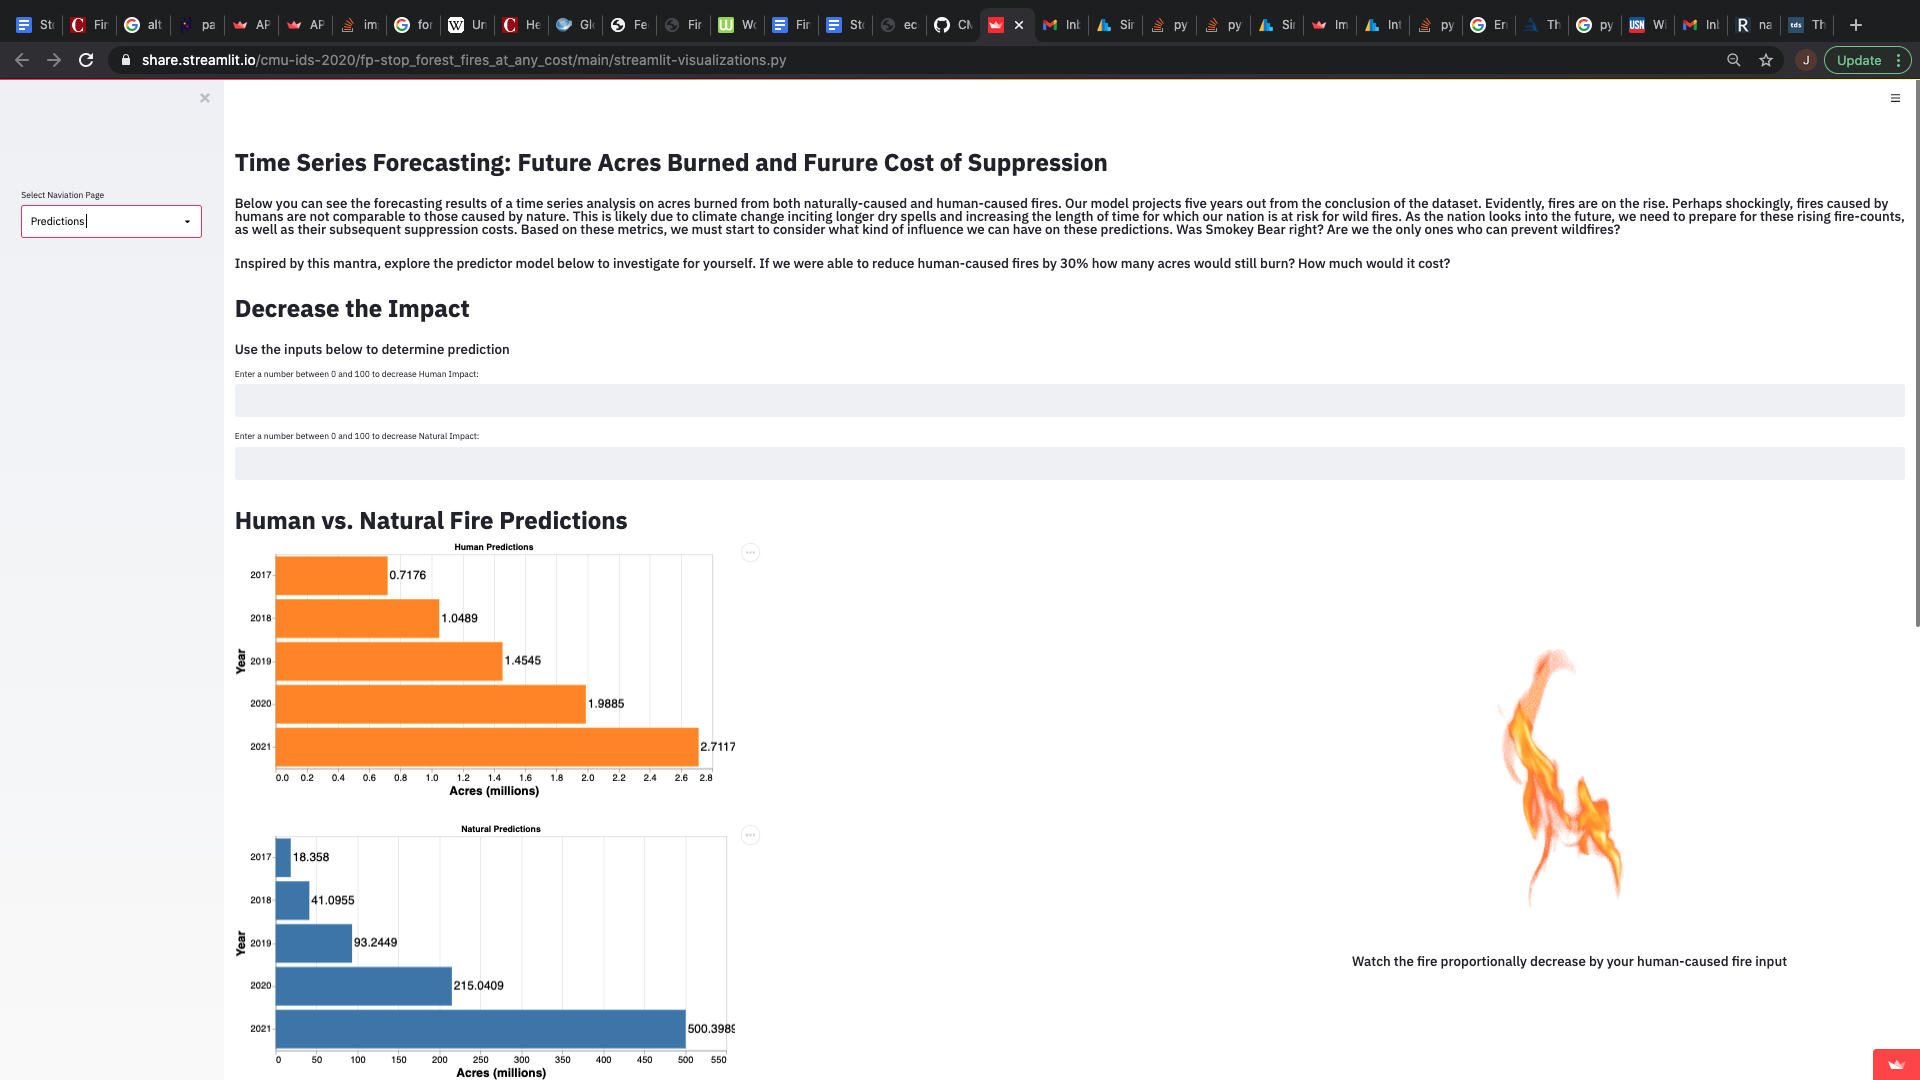 Sto
Fir
alt
pa
AP
AP
im
for
Un
He
Gl
Fe
Fir
Wo
Fir
Sto
ec
CM
Inb
Sir
py
py
Sir
Im
Int
py
Err
Th
py
Wi
Inb
na
Th
share.streamlit.io/cmu-ids-2020/fp-stop_forest_fires_at_any_cost/main/streamlit-visualizations.py
J
Update
Select Naviation Page
Predictions
Time Series Forecasting: Future Acres Burned and Furure Cost of Suppression
Below you can see the forecasting results of a time series analysis on acres burned from both naturally-caused and human-caused fires. Our model projects five years out from the conclusion of the dataset. Evidently, fires are on the rise. Perhaps shockingly, fires caused by
humans are not comparable to those caused by nature. This is likely due to climate change inciting longer dry spells and increasing the length of time for which our nation is at risk for wild fires. As the nation looks into the future, we need to prepare for these rising fire-counts,
as well as their subsequent suppression costs. Based on these metrics, we must start to consider what kind of influence we can have on these predictions. Was Smokey Bear right? Are we the only ones who can prevent wildfires?
Inspired by this mantra, explore the predictor model below to investigate for yourself. If we were able to reduce human-caused fires by 30% how many acres would still burn? How much would it cost?
Decrease the Impact
Use the inputs below to determine prediction
Enter a number between 0 and 100 to decrease Human Impact:
Enter a number between 0 and 100 to decrease Natural Impact:
Human vs. Natural Fire Predictions
Human Predictions
2017 0.7176
2018 1.0489
Year
2019 1.4545
2020 1.9885
2021 2.7117
0.0 0.2 0.4 0.6 0.8 1.0 1.2 1.4 1.6 1.8 2.0 2.2 2.4 2.6 2.8
Acres (millions)
Natural Predictions
2017 18.358
2018 41.0955
Year
2019 93.2449
2020 215.0409
2021 500.3989
0 50 100 150 200 250 300 350 400 450 500 550
Acres (millions)
Watch the fire proportionally decrease by your human-caused fire input